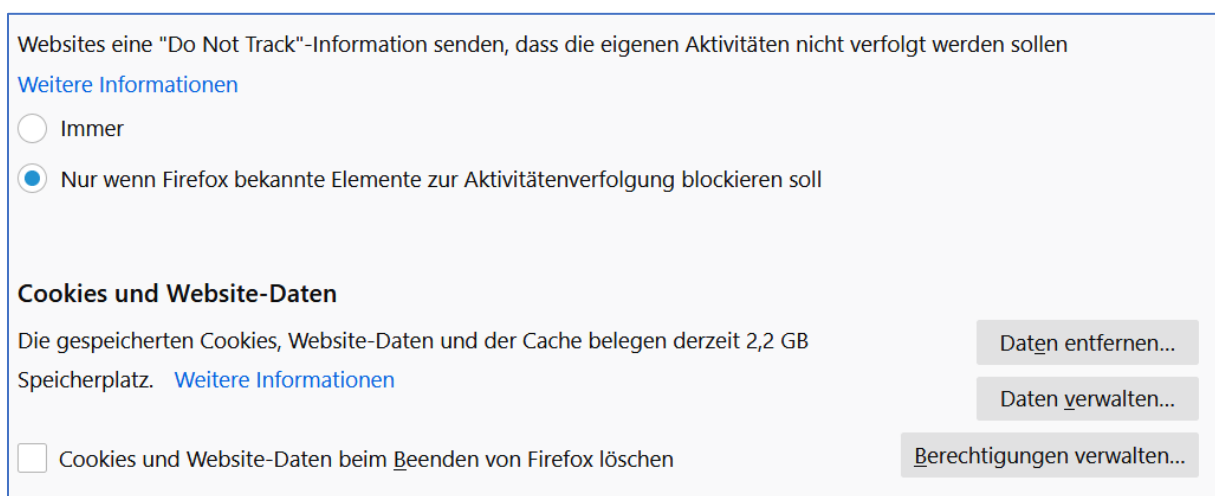 Websites eine "Do Not Track"-Information senden, dass die eigenen Aktivitäten nicht verfolgt werden sollen
Weitere Informationen
Immer
Nur wenn Firefox bekannte Elemente zur Aktivitätenverfolgung blockieren soll
Cookies und Website-Daten
Die gespeicherten Cookies, Website-Daten und der Cache belegen derzeit 2,2 GB
Speicherplatz. Weitere Informationen
Daten entfernen...
Daten verwalten...
Cookies und Website-Daten beim Beenden von Firefox löschen
Berechtigungen verwalten...